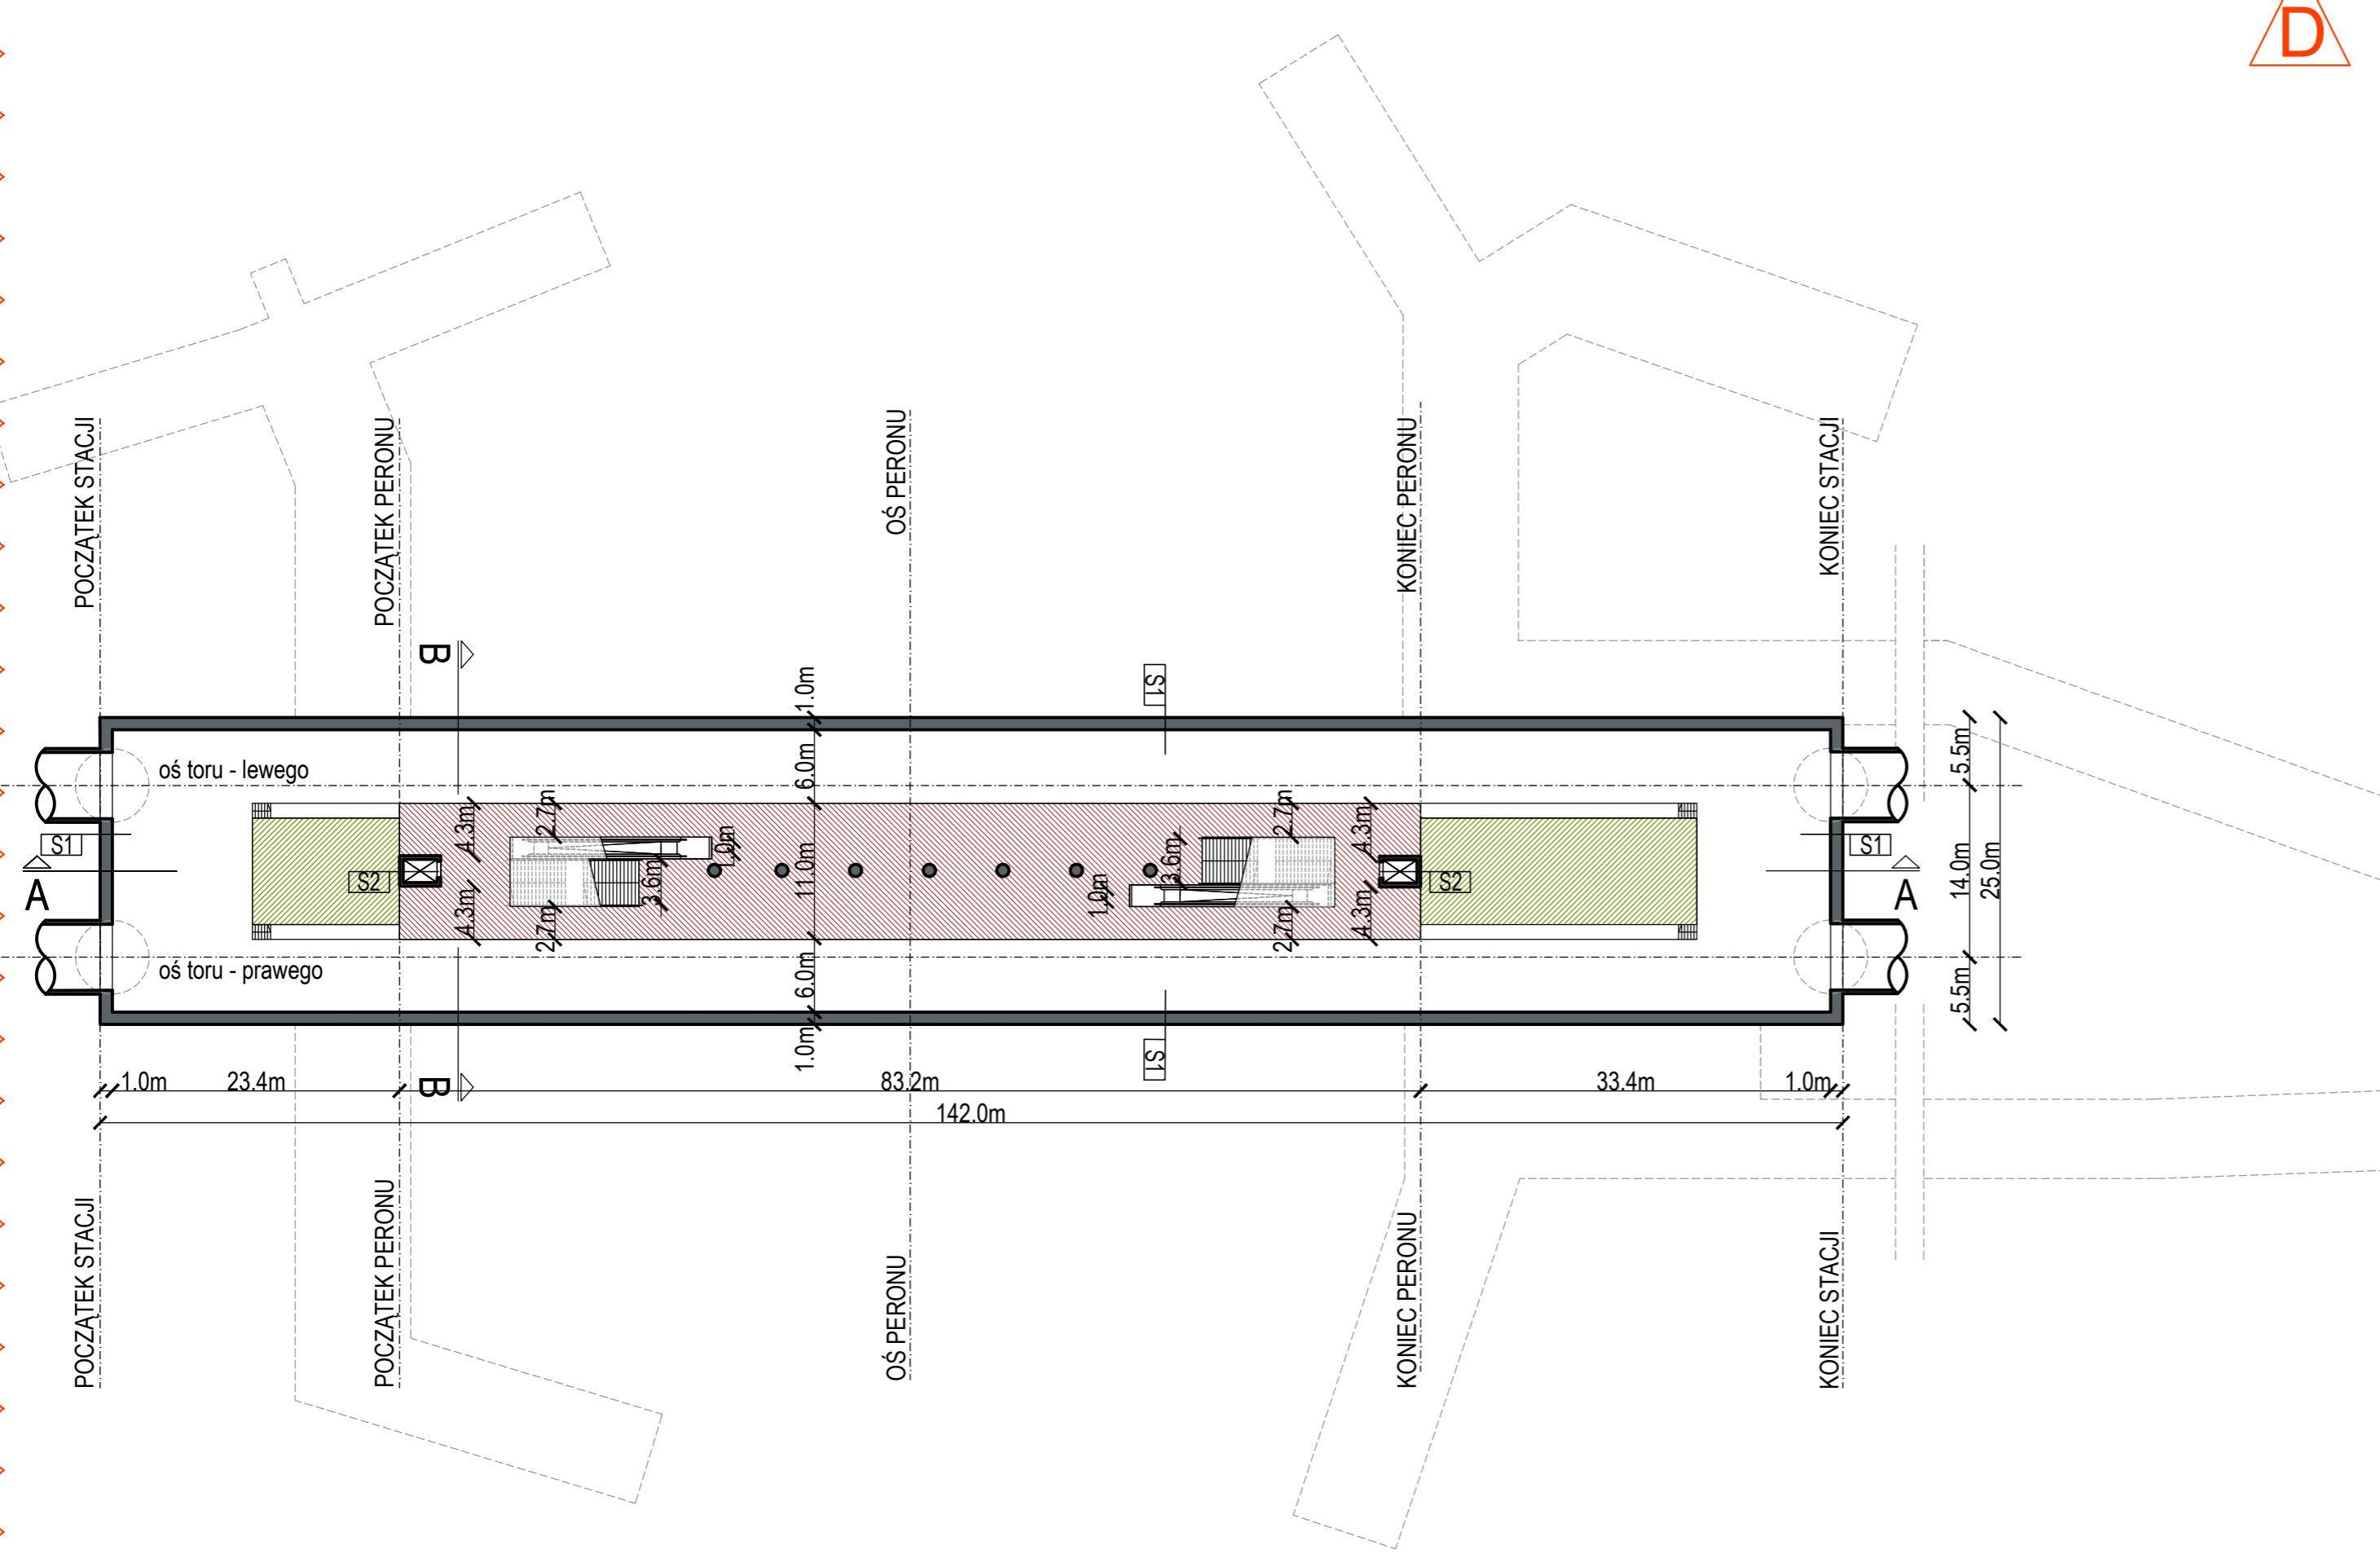 D
POCZĄTEK STACJI
POCZĄTEK PERONU
OŚ PERONU
KONIEC PERONU
KONIEC STACJI
B
S1
1.0m
oś toru - lewego
6.0m
5.5m
4.3m
2.7m
1.0m
2.7m
4.3m
S1
S1
A
S2
3.6m
11.0m
3.6m
1.0m
S2
14.0m
25.0m
A
4.3m
2.7m
2.7m
4.3m
oś toru - prawego
6.0m
5.5m
1.0m
S1
B
1.0m
23.4m
83.2m
33.4m
1.0m
142.0m
POCZĄTEK STACJI
POCZĄTEK PERONU
OŚ PERONU
KONIEC PERONU
KONIEC STACJI